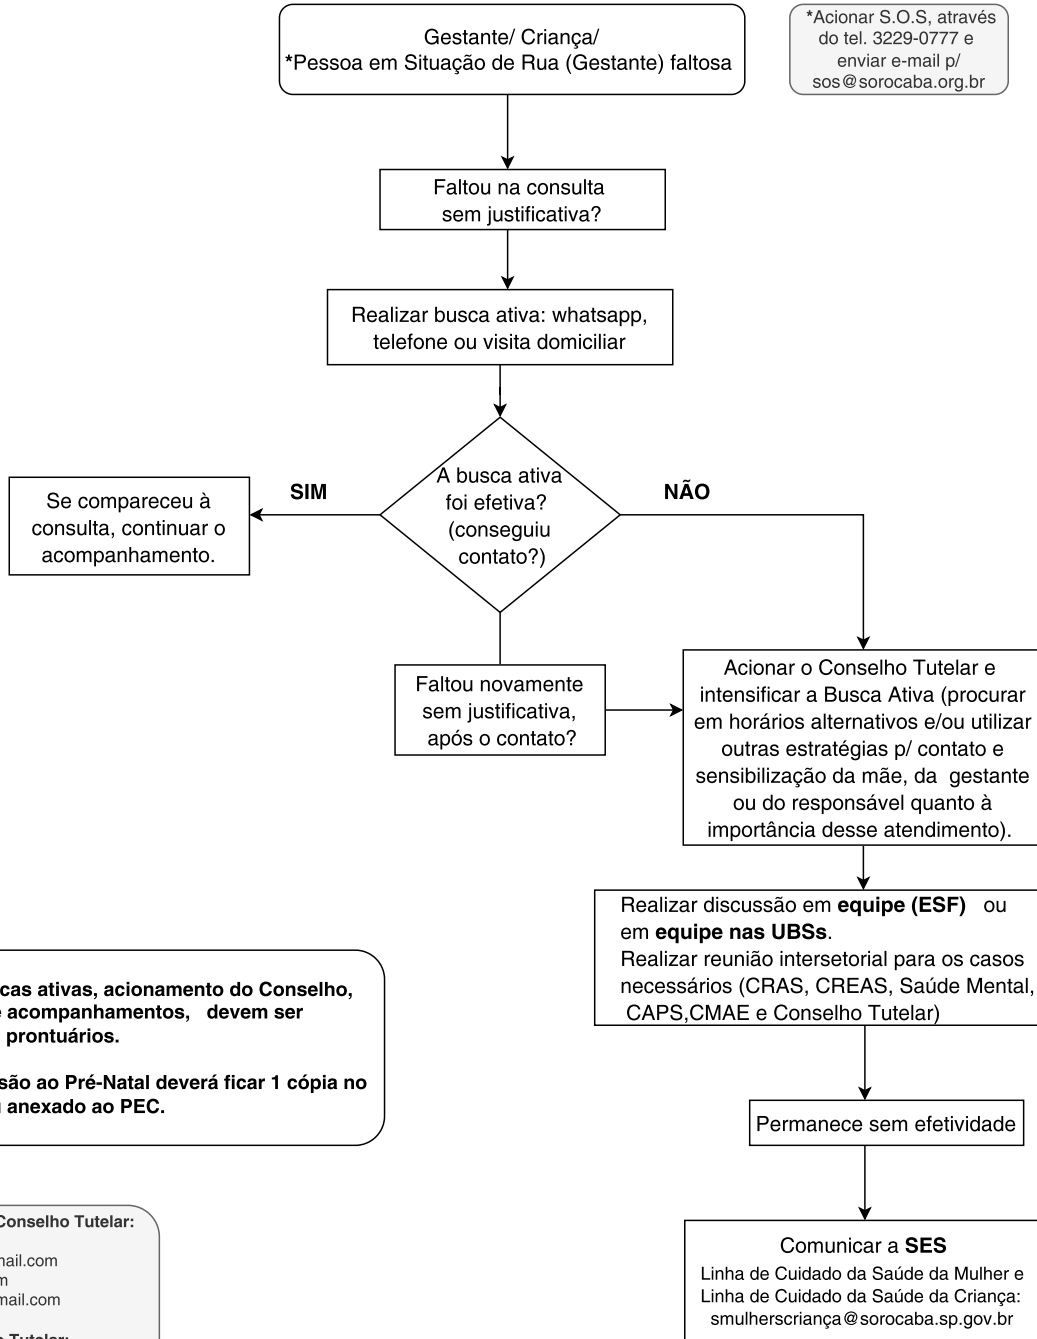 Gestante/ Criança/
*Pessoa em Situação de Rua (Gestante) faltosa
*Acionar S.O.S, através
do tel. 3229-0777 e
enviar e-mail p/
sos@sorocaba.org.br
Faltou na consulta
sem justificativa?
Realizar busca ativa: whatsapp,
telefone ou visita domiciliar
A busca ativa
foi efetiva?
(conseguiu
contato?)
SIM
NÃO
Se compareceu à
consulta, continuar o
acompanhamento.
Faltou novamente
sem justificativa,
após o contato?
Acionar o Conselho Tutelar e
intensificar a Busca Ativa (procurar
em horários alternativos e/ou utilizar
outras estratégias p/ contato e
sensibilização da mãe, da gestante
ou do responsável quanto à
importância desse atendimento).
Realizar discussão em equipe (ESF) ou
em equipe nas UBSs.
Realizar reunião intersetorial para os casos
necessários (CRAS, CREAS, Saúde Mental,
CAPS,CMAE e Conselho Tutelar)
cas ativas, acionamento do Conselho,
acompanhamentos, devem ser
prontuários.
são ao Pré-Natal deverá ficar 1 cópia no
anexado ao PEC.
Permanece sem efetividade
Conselho Tutelar:
mail.com
m
mail.com
Tutelar:
Comunicar a SES
Linha de Cuidado da Saúde da Mulher e
Linha de Cuidado da Saúde da Criança:
smulherscriança@sorocaba.sp.gov.br